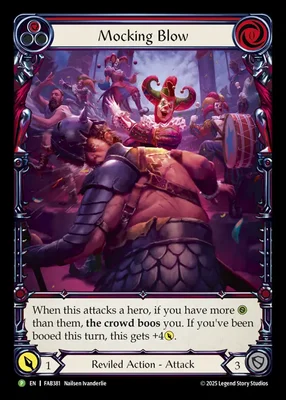 Mocking Blow
When this attacks a hero, if you have more
than them, the crowd boos you. If you've been
booed this turn, this gets +4.
1
Reviled Action - Attack
3
P EN | FAB381 Nailsen Ivanderlie
© 2025 Legend Story Studios